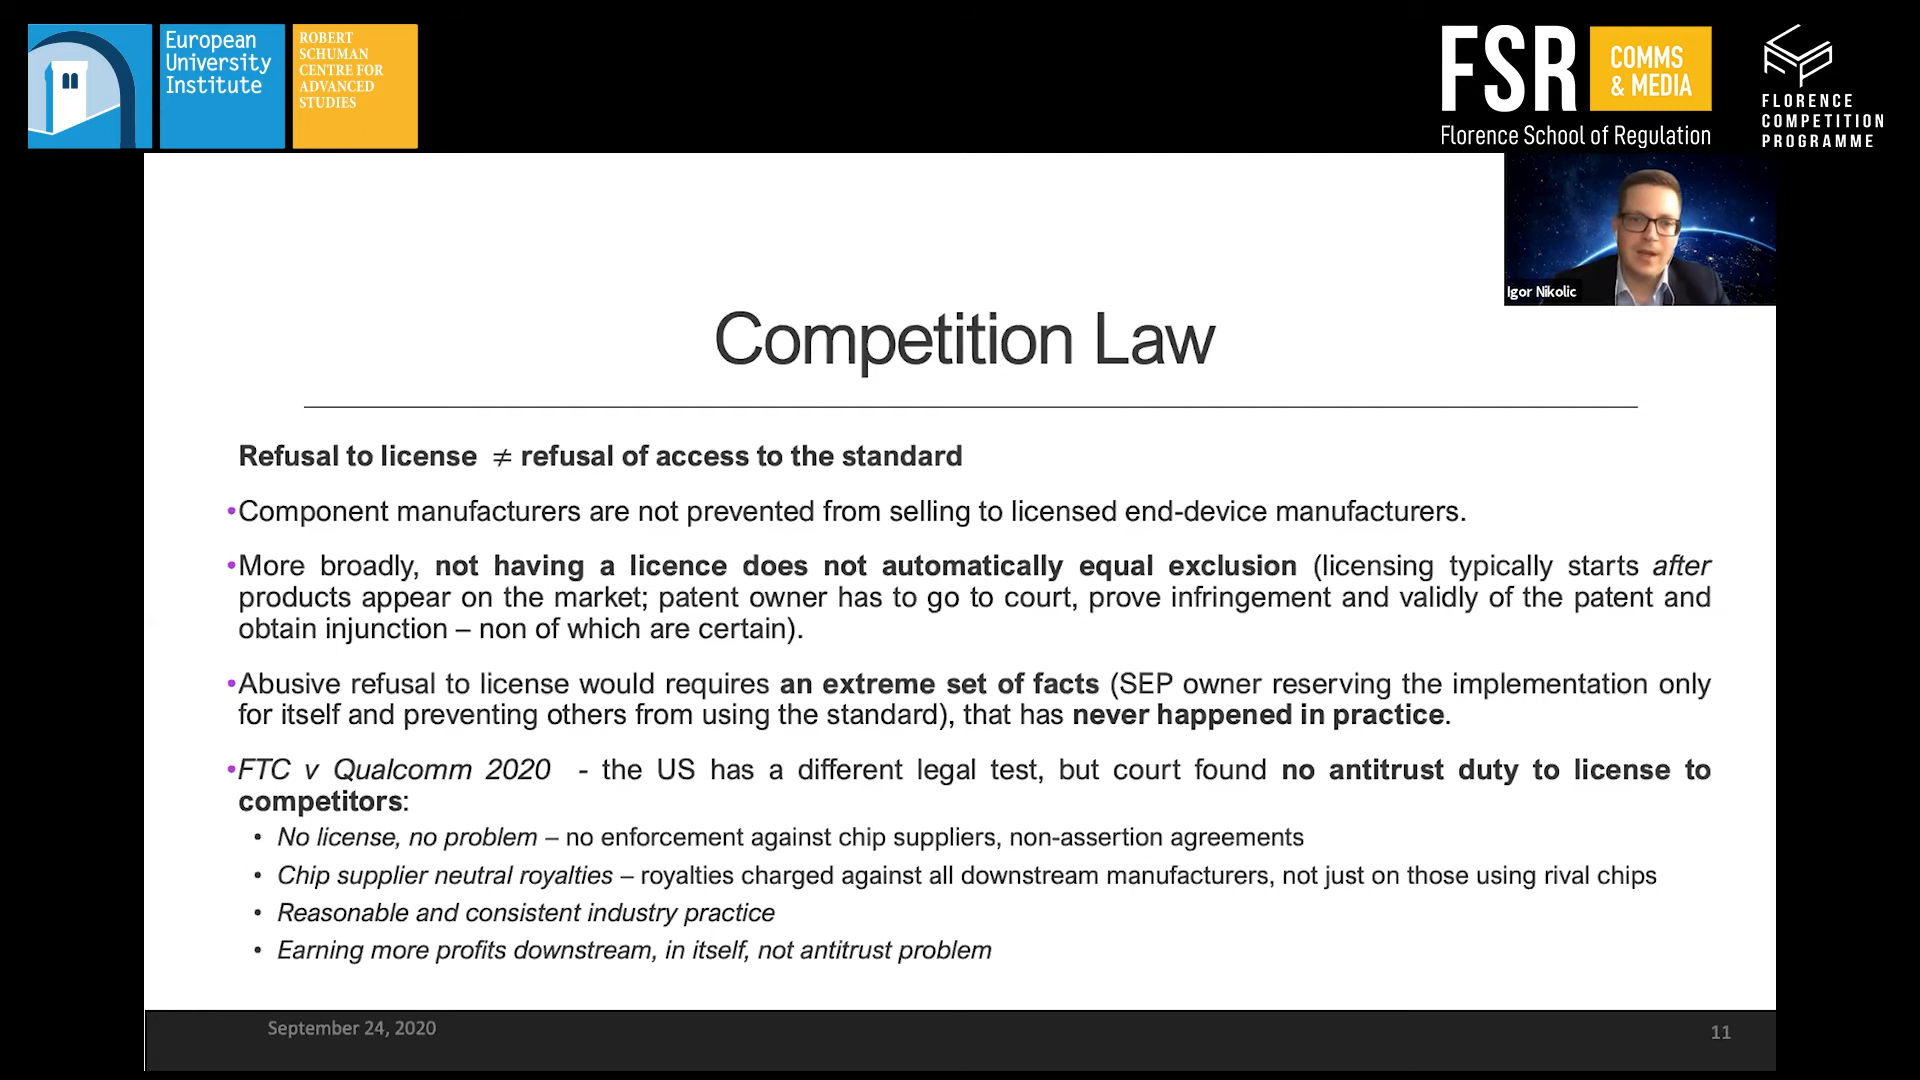 European
University
Institute
ROBERT
SCHUMAN
CENTRE FOR
ADVANCED
STUDIES
FSR
COMMS
& MEDIA
Florence School of Regulation
FLORENCE
COMPETITION
PROGRAMME
Igor Nikolic
Competition Law
Refusal to license ≠ refusal of access to the standard
•Component manufacturers are not prevented from selling to licensed end-device manufacturers.
•More broadly, not having a licence does not automatically equal exclusion (licensing typically starts after
products appear on the market; patent owner has to go to court, prove infringement and validly of the patent and
obtain injunction – non of which are certain).
•Abusive refusal to license would requires an extreme set of facts (SEP owner reserving the implementation only
for itself and preventing others from using the standard), that has never happened in practice.
•FTC v Qualcomm 2020 - the US has a different legal test, but court found no antitrust duty to license to
competitors:
• No license, no problem – no enforcement against chip suppliers, non-assertion agreements
• Chip supplier neutral royalties – royalties charged against all downstream manufacturers, not just on those using rival chips
• Reasonable and consistent industry practice
• Earning more profits downstream, in itself, not antitrust problem
September 24, 2020
11